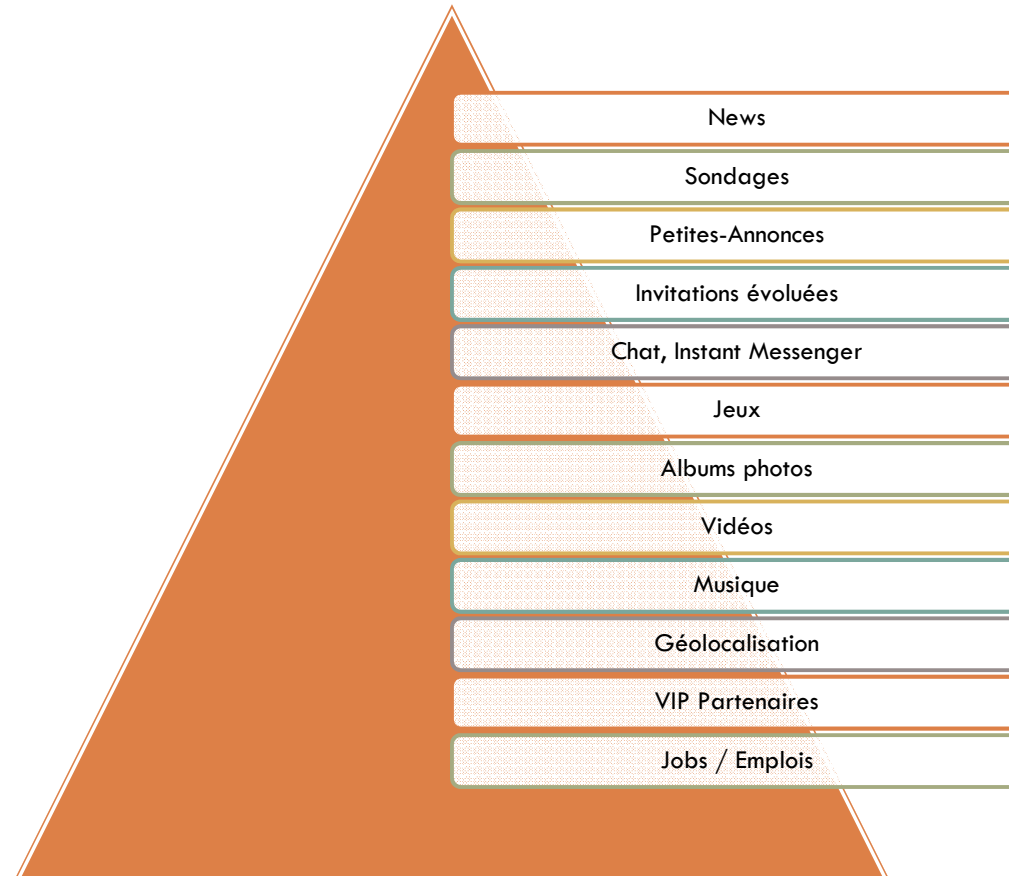 News
Sondages
Petites-Annonces
Invitations évoluées
Chat, Instant Messenger
Jeux
Albums photos
Vidéos
Musique
Géolocalisation
VIP Partenaires
Jobs / Emplois